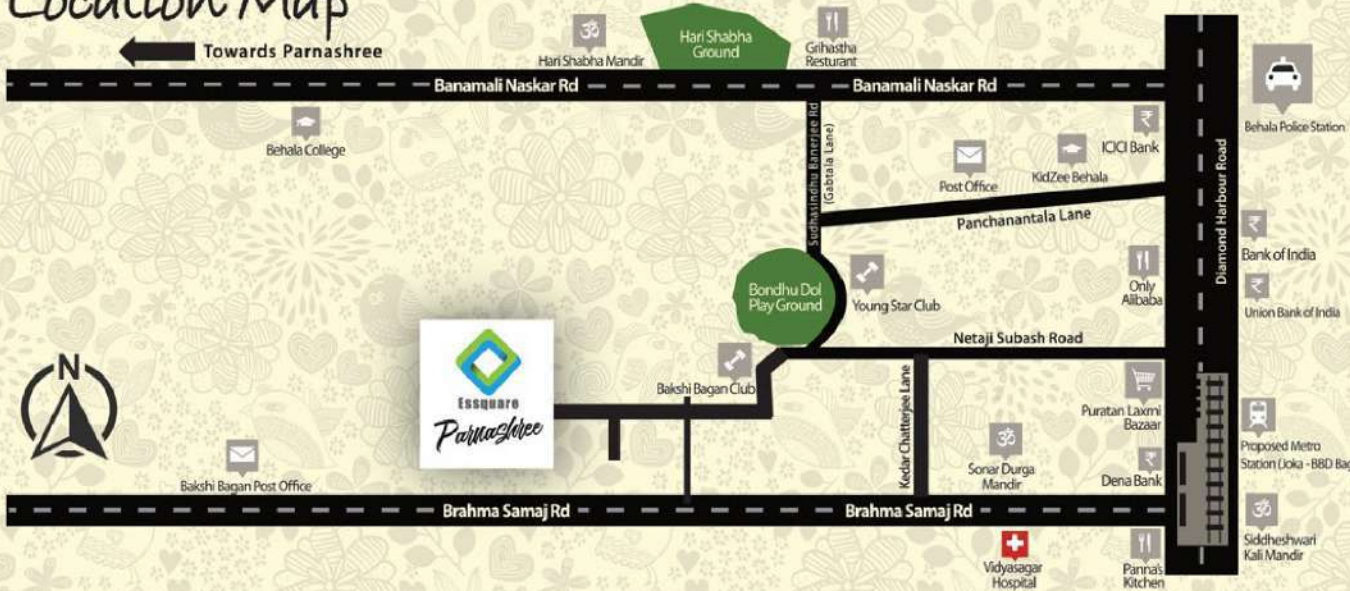 Location Map
Towards Parnashree
Hari Shabha Mandir
Hari Shabha
Ground
Grihastha
Resturant
Banamali Naskar Rd
Banamali Naskar Rd
Behala Police Station
Behala College
Sudhasindhu Banerjee Rd
(Gabtala Lane)
Post Office
KidZee Behala
ICICI Bank
Diamond Harbour Road
Panchanantala Lane
Bank of India
Only
Alibaba
Union Bank of India
Bondhu Dol
Play Ground
Young Star Club
Netaji Subash Road
N
Essquare
Parnashree
Bakshi Bagan Club
Kedar Chatterjee Lane
Puratan Laxmi
Bazaar
Sonar Durga
Mandir
Dena Bank
Proposed Metro
Station (Joka - BBD Bag
Bakshi Bagan Post Office
Brahma Samaj Rd
Brahma Samaj Rd
Vidyasagar
Hospital
Panna's
Kitchen
Siddheshwari
Kali Mandir